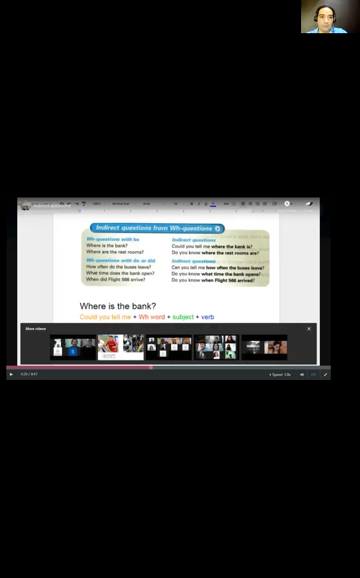 Indirect questions from Wh-questions
Wh-questions with be
Where is the bank?
Where are the rest rooms?
Wh-questions with do or did
How often do the buses leave?
What time does the bank open?
When did Flight 566 arrive?
Indirect questions
Could you tell me where the bank is?
Do you know where the rest rooms are?
Indirect questions
Can you tell me how often the buses leave?
Do you know what time the bank opens?
Do you know when Flight 566 arrived?
Where is the bank?
Could you tell me + Wh word + subject + verb
More videos